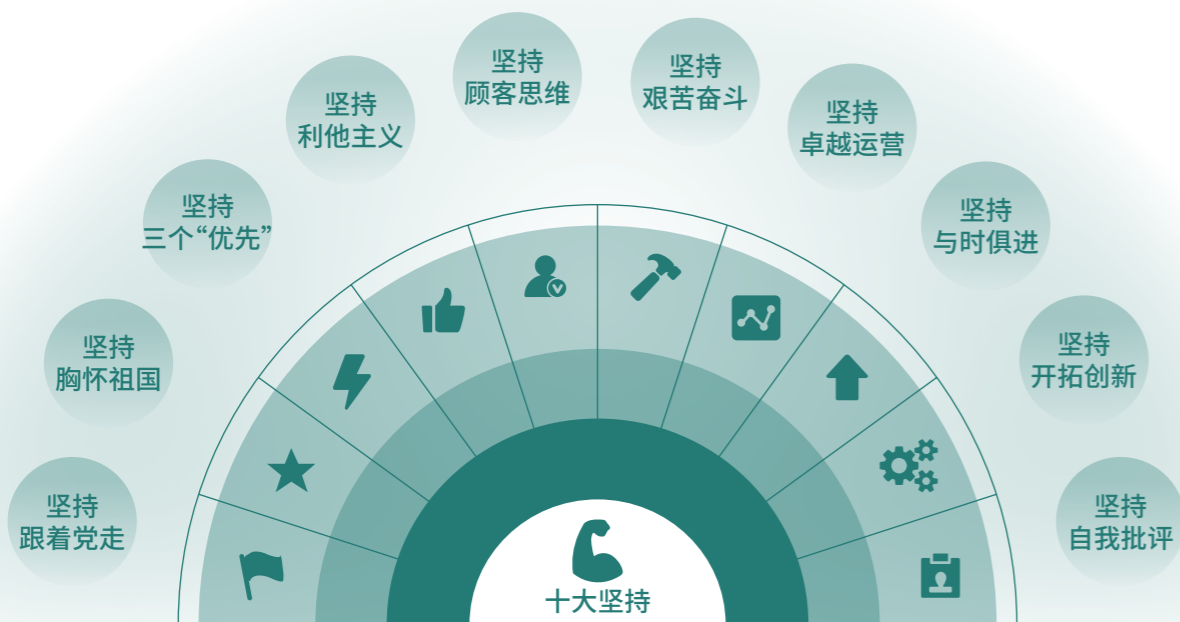 坚持
跟着党走
坚持
胸怀祖国
坚持
三个“优先”
坚持
利他主义
坚持
顾客思维
坚持
艰苦奋斗
坚持
卓越运营
坚持
与时俱进
坚持
开拓创新
坚持
自我批评
十大坚持